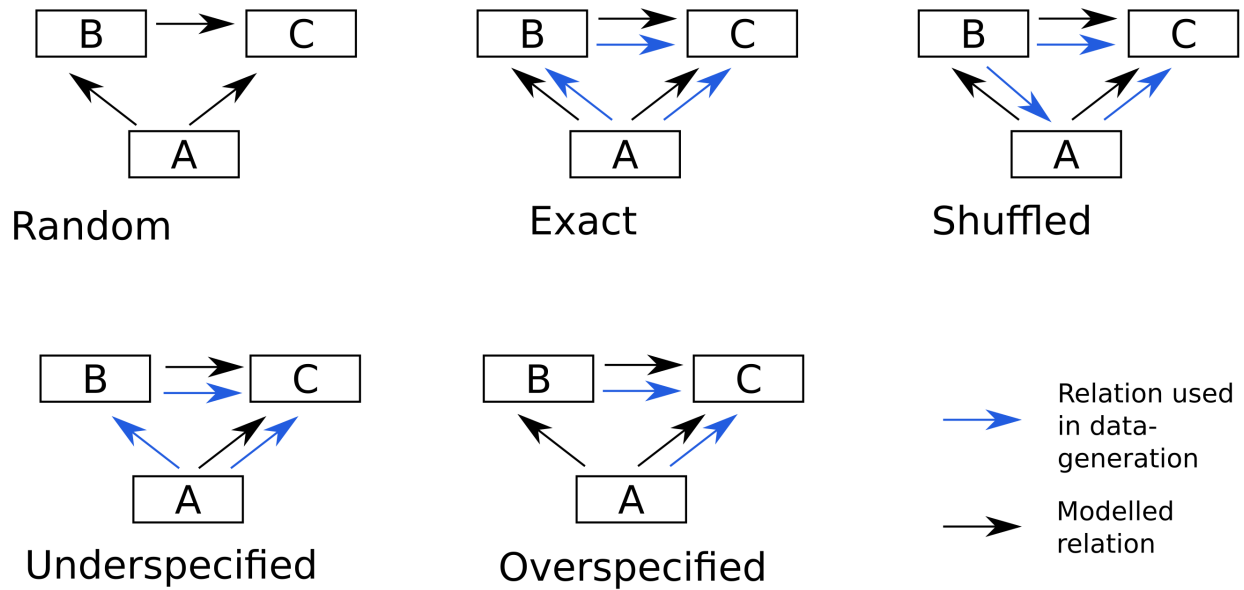 B
C
A
Random
B
C
A
Exact
B
C
A
Shuffled
B
C
A
Underspecified
B
C
A
Overspecified
Relation used
in data-
generation
Modelled
relation